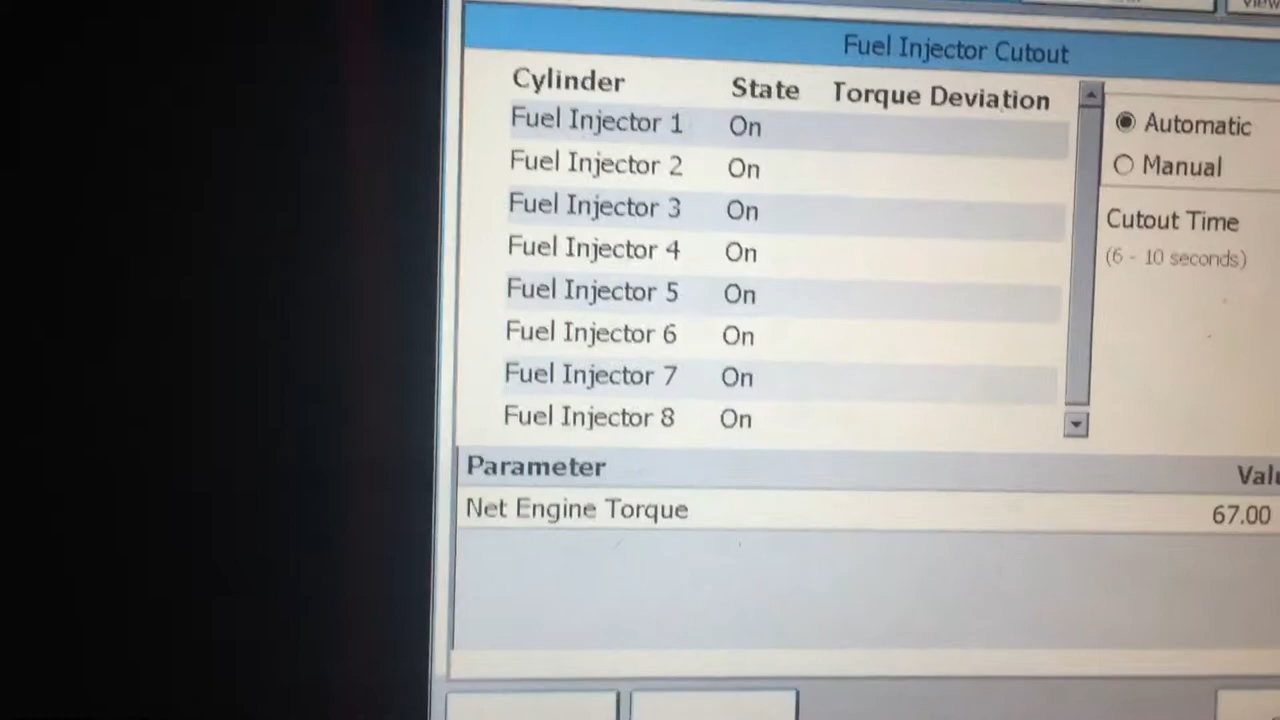 Fuel Injector Cutout
Cylinder State Torque Deviation
Fuel Injector 1 On
Fuel Injector 2 On
Fuel Injector 3 On
Fuel Injector 4 On
Fuel Injector 5 On
Fuel Injector 6 On
Fuel Injector 7 On
Fuel Injector 8 On
Automatic
Manual
Cutout Time
(6 - 10 seconds)
Parameter
Net Engine Torque 67.00